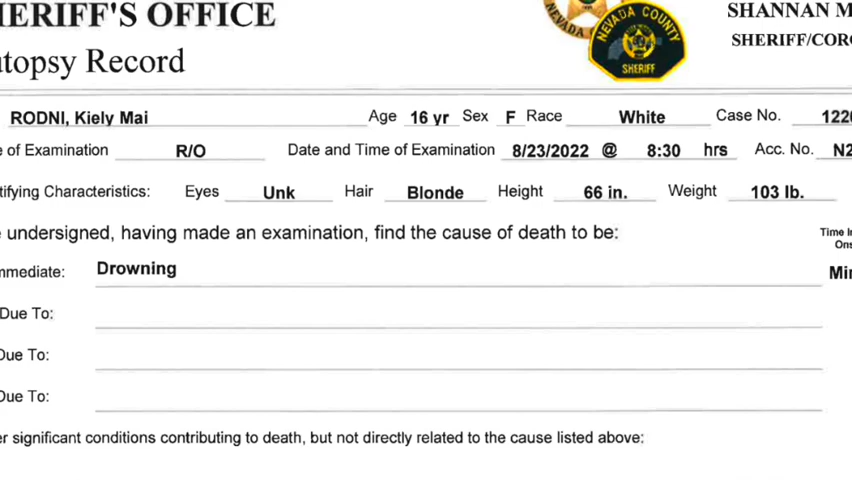 HERIFF'S OFFICE
utopsy Record
NEVADA
NEVADA COUNTY
SHERIFF
SHANNAN M
SHERIFF/CORO
RODNI, Kiely Mai Age 16 yr Sex F Race White Case No. 1220
e of Examination R/O Date and Time of Examination 8/23/2022 @ 8:30 hrs Acc. No. N2
tifying Characteristics: Eyes Unk Hair Blonde Height 66 in. Weight 103 lb.
e undersigned, having made an examination, find the cause of death to be:
Time In
Ons
mmediate: Drowning Min
Due To:
Due To:
Due To:
er significant conditions contributing to death, but not directly related to the cause listed above: